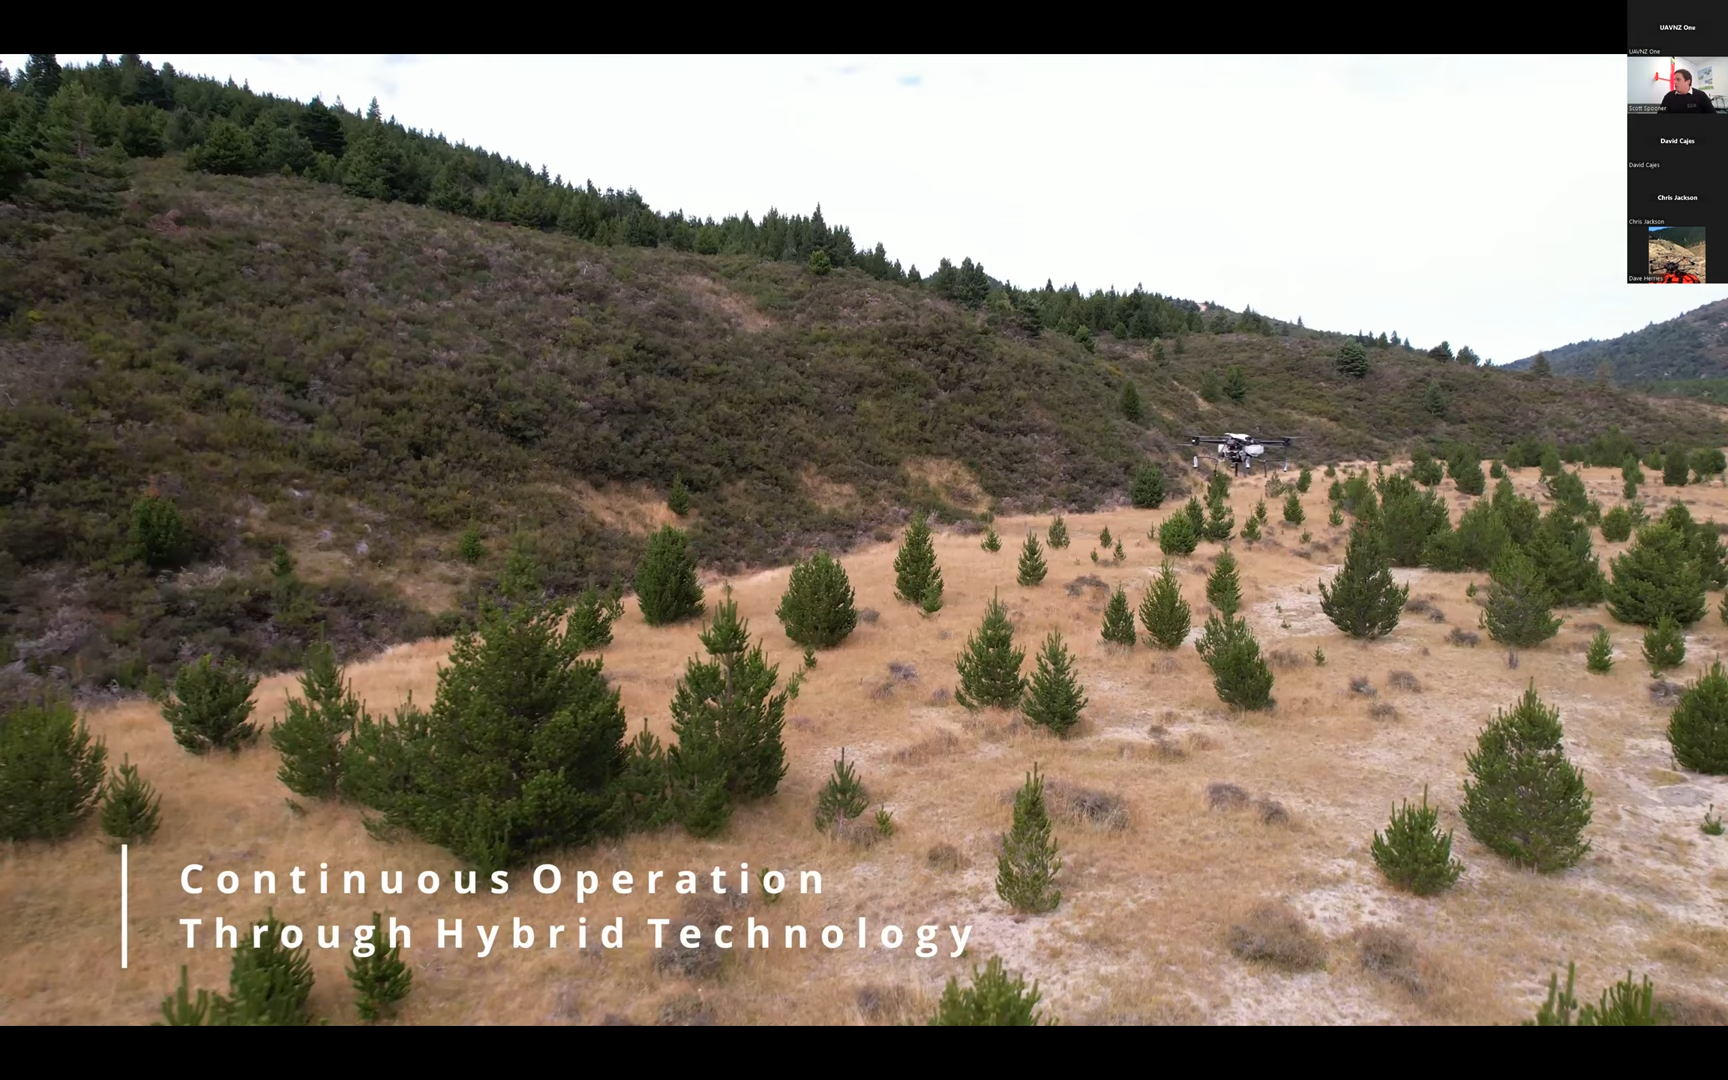 Continuous Operation
Through Hybrid Technology
UAVNZ One
UAVNZ One
Scott Spooner
David Cajes
David Cajes
Chris Jackson
Chris Jackson
Dave Herries